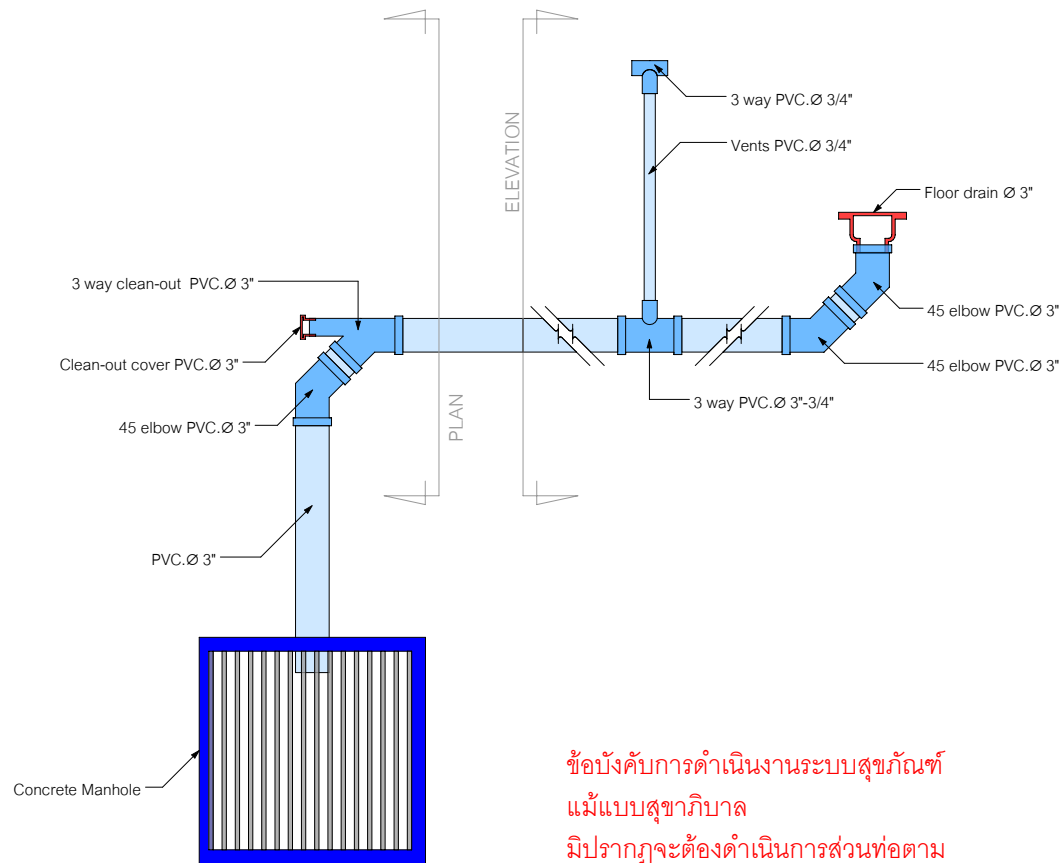 3 way PVC.Ø 3/4"
ELEVATION
Vents PVC.Ø 3/4"
Floor drain Ø 3"
3 way clean-out  PVC.Ø 3"
45 elbow PVC.Ø 3"
Clean-out cover PVC.Ø 3"
45 elbow PVC.Ø 3"
3 way PVC.Ø 3"-3/4"
PLAN
45 elbow PVC.Ø 3"
PVC.Ø 3"
Concrete Manhole
ข้อบังคับการดำเนินงานระบบสุขภัณฑ์
แม้แบบสุขาภิบาล
มิปรากฎจะต้องดำเนินการส่วนท่อตาม